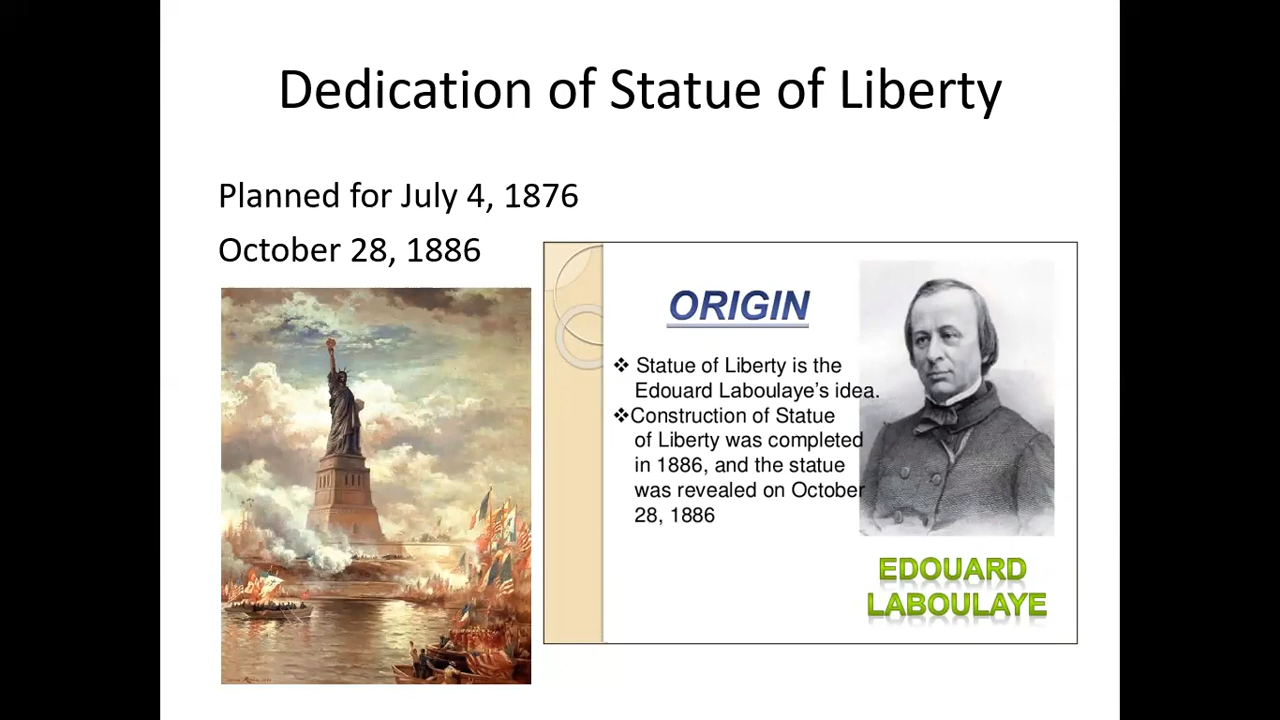 Dedication of Statue of Liberty
Planned for July 4, 1876
October 28, 1886
ORIGIN
❖ Statue of Liberty is the
Edouard Laboulaye's idea.
❖Construction of Statue
of Liberty was completed
in 1886, and the statue
was revealed on October
28, 1886
EDOUARD
LABOULAYE